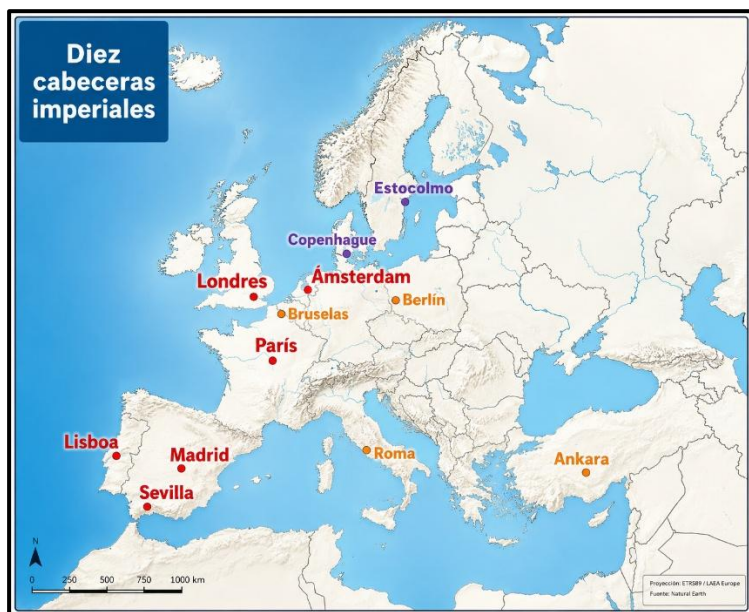 Diez
cabeceras
imperiales
Estocolmo
Copenhague
Londres
Ámsterdam
Berlín
Bruselas
París
Lisboa
Madrid
Roma
Ankara
Sevilla
N
0 250 500 750 1000 km
Proyección: ETRS89 / LAEA Europe
Fuente: Natural Earth